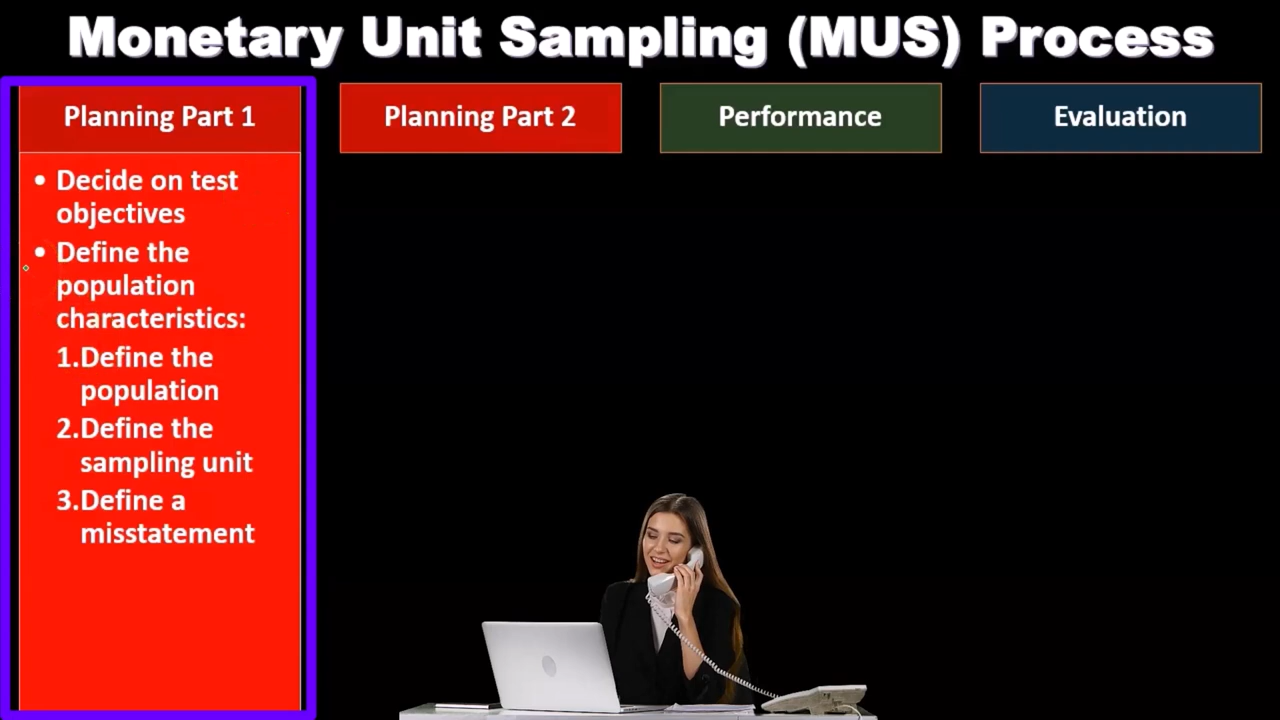 Monetary Unit Sampling (MUS) Process
Planning Part 1
Planning Part 2
Performance
Evaluation
• Decide on test
objectives
• Define the
population
characteristics:
1.Define the
population
2.Define the
sampling unit
3.Define a
misstatement